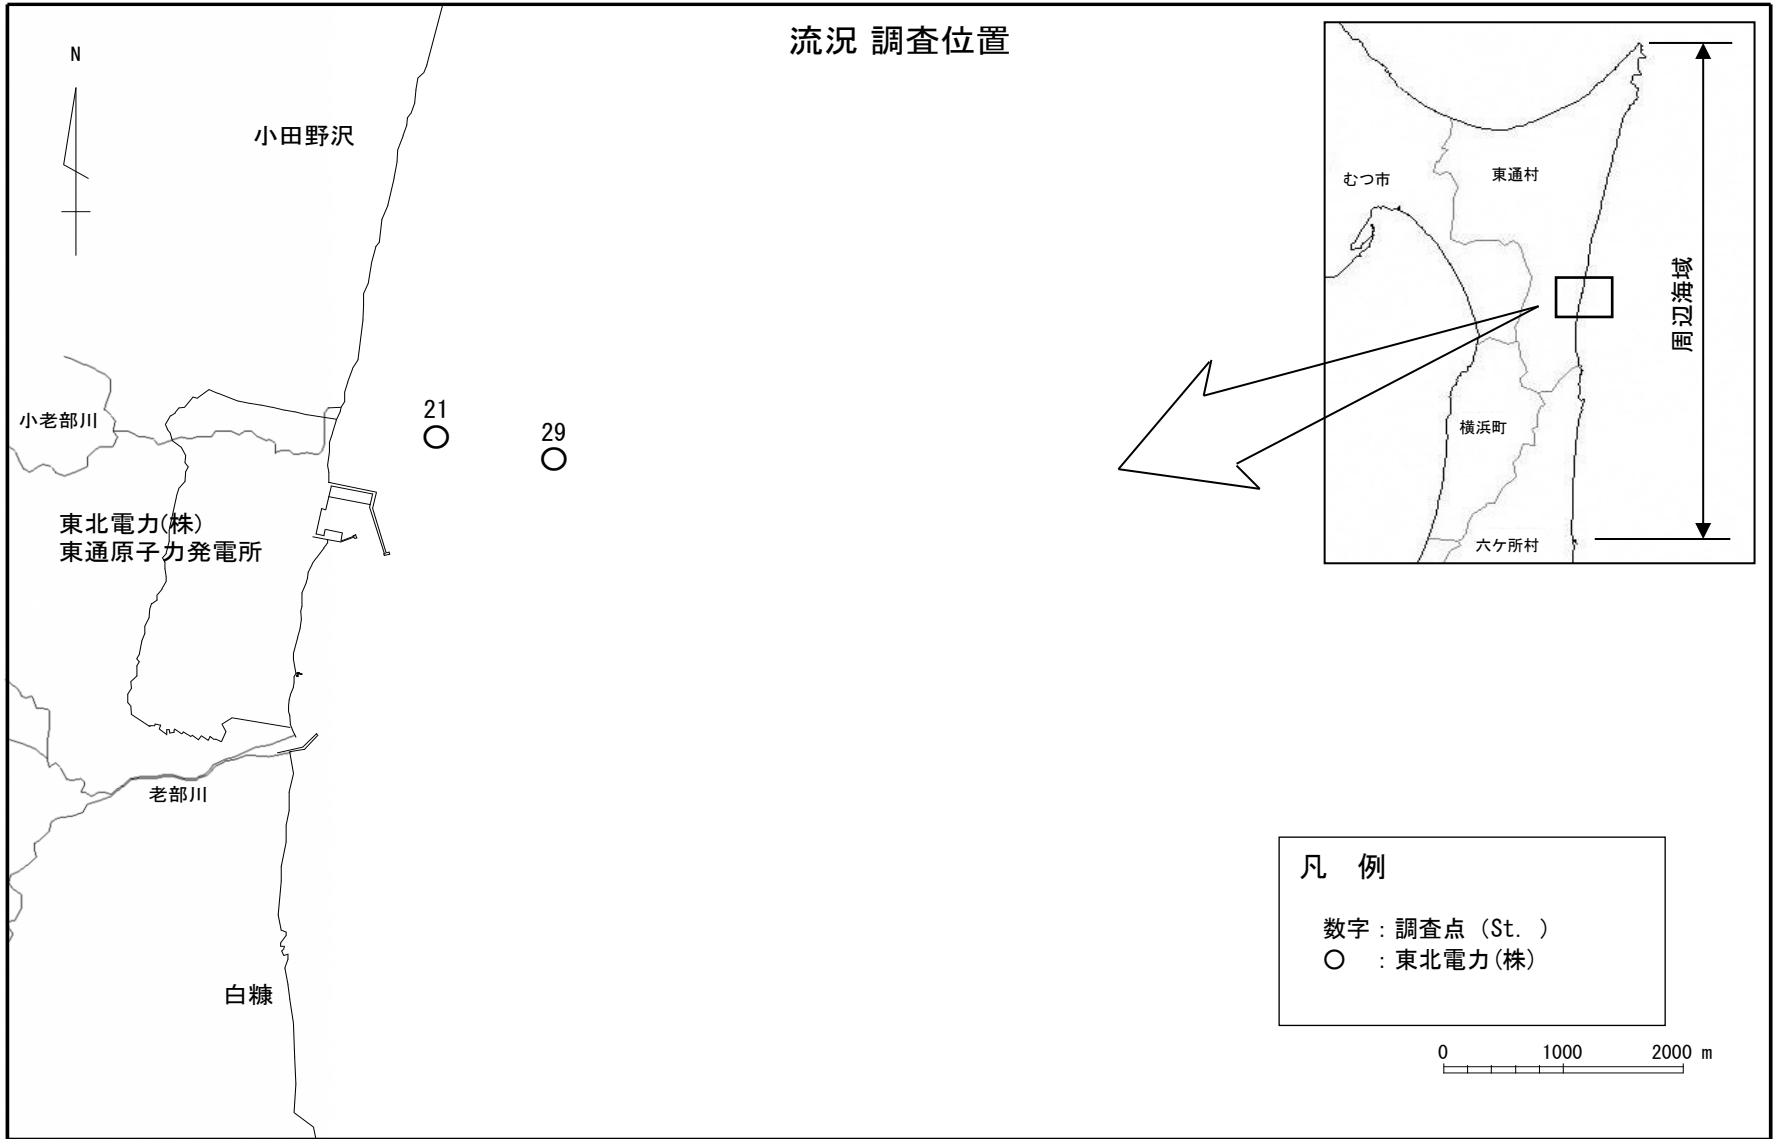 流況 調査位置
N
小田野沢
小老部川
21
29
東北電力(株)
東通原子力発電所
老部川
白糠
むつ市
東通村
周辺海域
横浜町
六ケ所村
凡 例
数字：調査点（St. ）
○ ：東北電力(株)
0 1000 2000 m